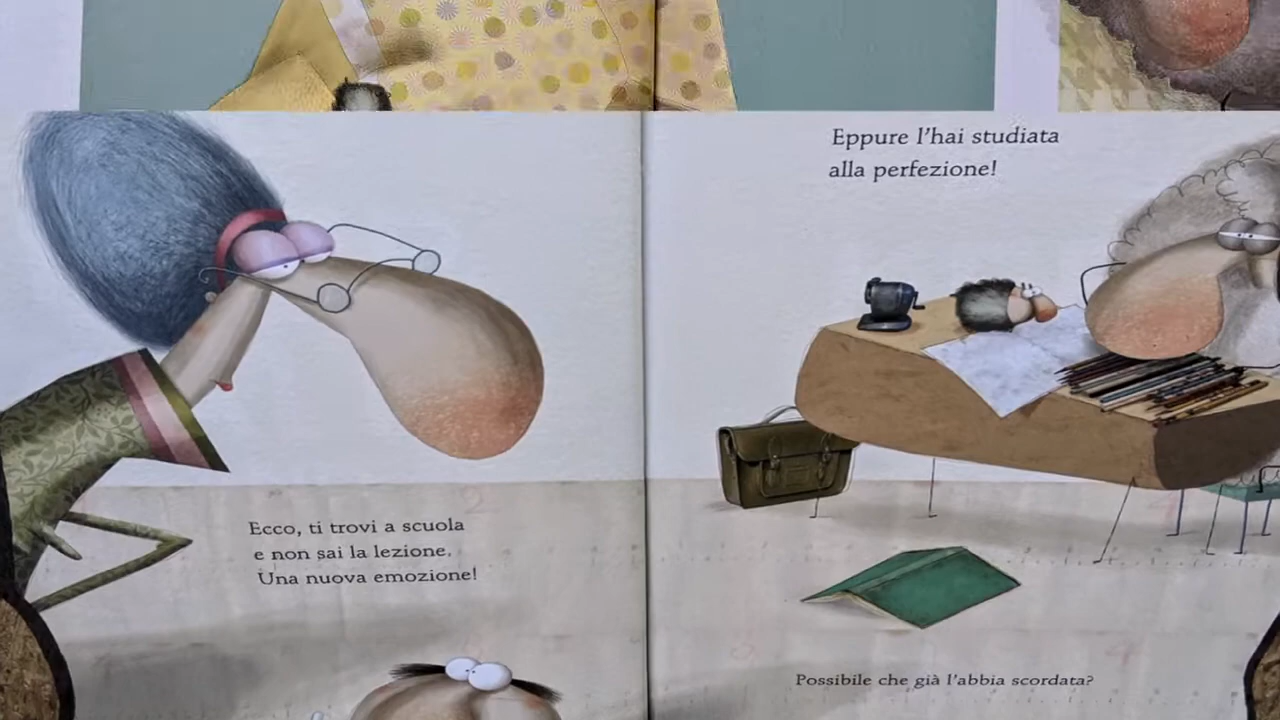 Ecco, ti trovi a scuola
e non sai la lezione.
Una nuova emozione!
Eppure l'hai studiata
alla perfezione!
Possibile che già l'abbia scordata?